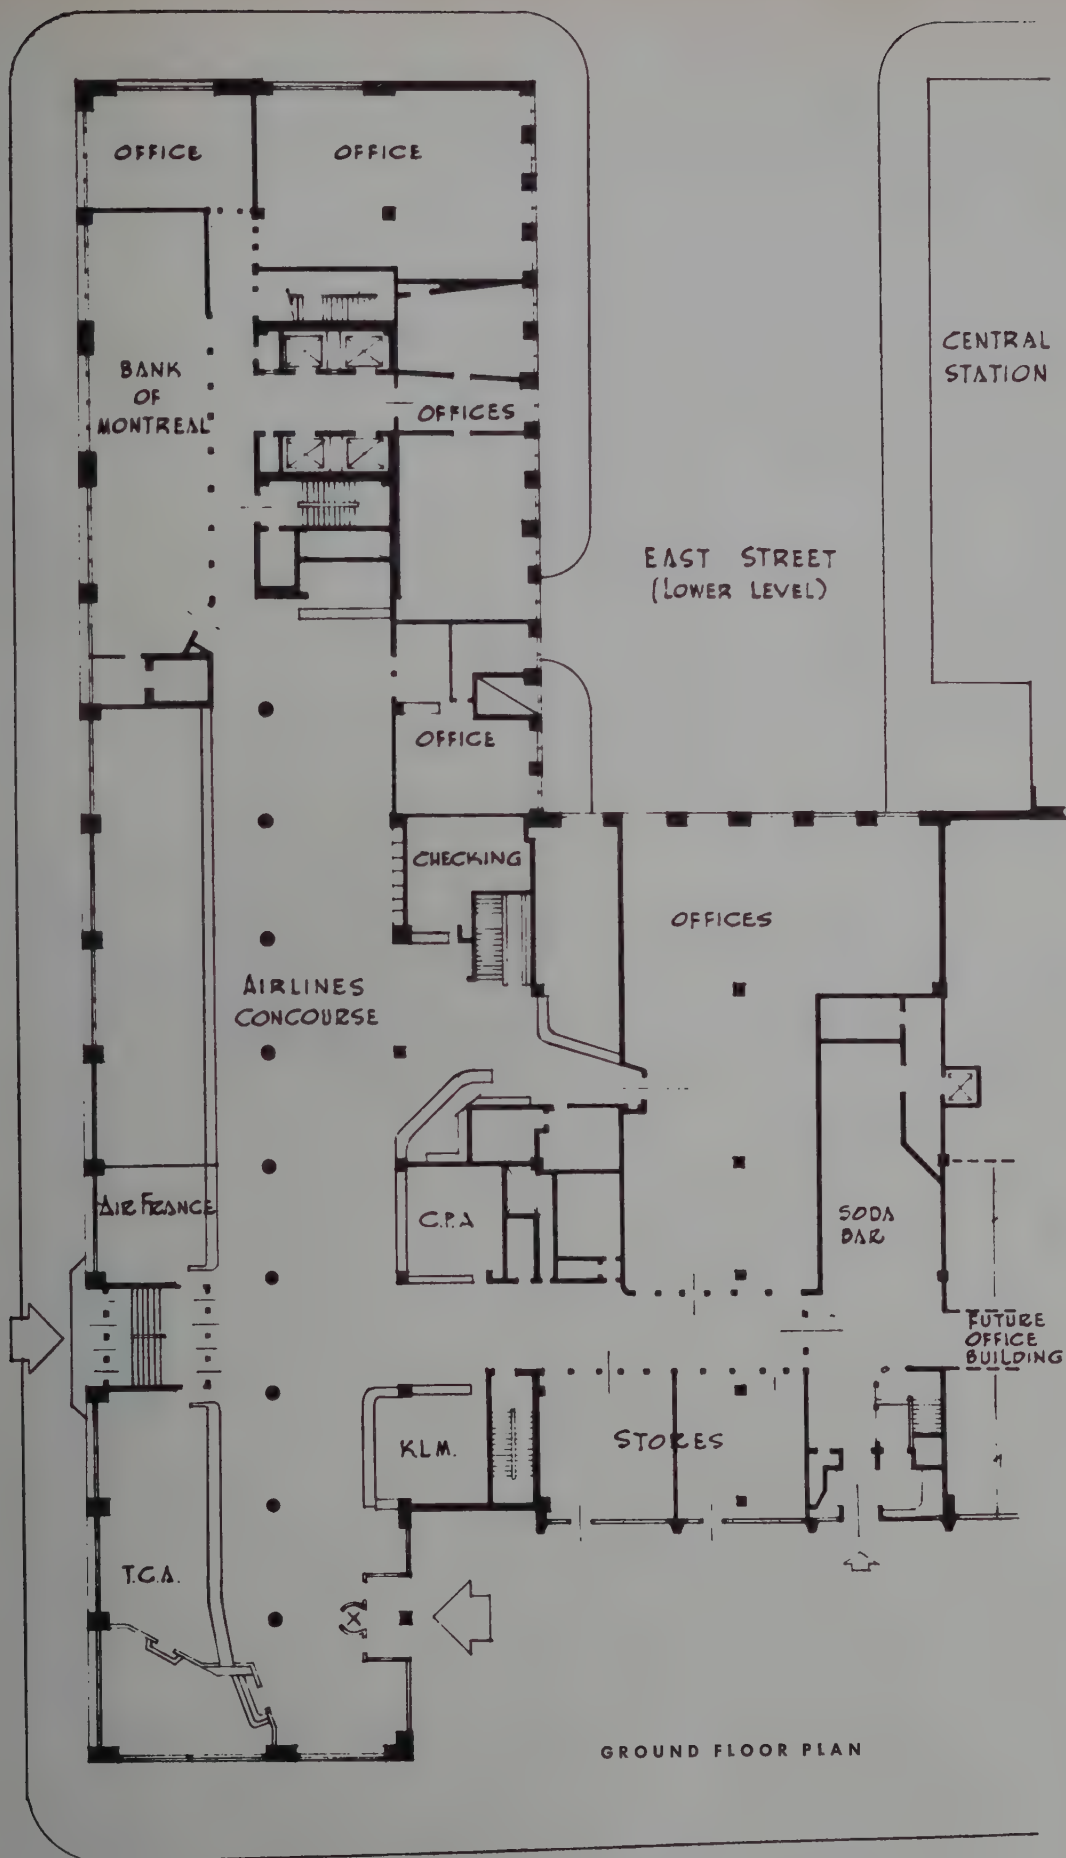 OFFICE
OFFICE
BANK
OF
MONTREAL
OFFICES
CENTRAL
STATION
EAST STREET
(LOWER LEVEL)
OFFICE
CHECKING
OFFICES
AIRLINES
CONCOURSE
AIR FRANCE
C.P.A
SODA
BAR
FUTURE
OFFICE
BUILDING
K.L.M.
STORES
T.C.A.
GROUND FLOOR PLAN